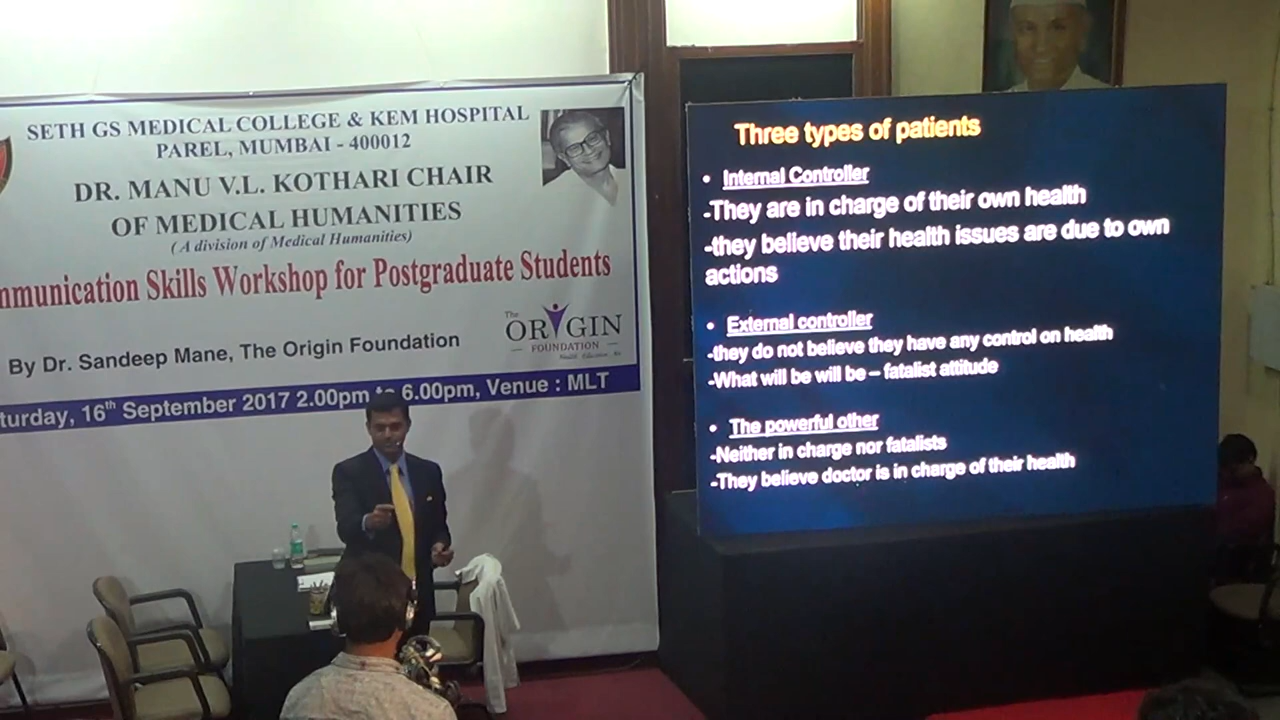 SETH GS MEDICAL COLLEGE & KEM HOSPITAL
PAREL, MUMBAI - 400012
DR. MANU V.L. KOTHARI CHAIR
OF MEDICAL HUMANITIES
( A division of Medical Humanities)
mmunication Skills Workshop for Postgraduate Students
By Dr. Sandeep Mane, The Origin Foundation
The
ORIGIN
FOUNDATION
turday, 16th September 2017 2.00pm to 6.00pm, Venue : MLT
Three types of patients
• Internal Controller
-They are in charge of their own health
-they believe their health issues are due to own
actions
• External controller
-they do not believe they have any control on health
-What will be will be – fatalist attitude
• The powerful other
-Neither in charge nor fatalists
-They believe doctor is in charge of their health